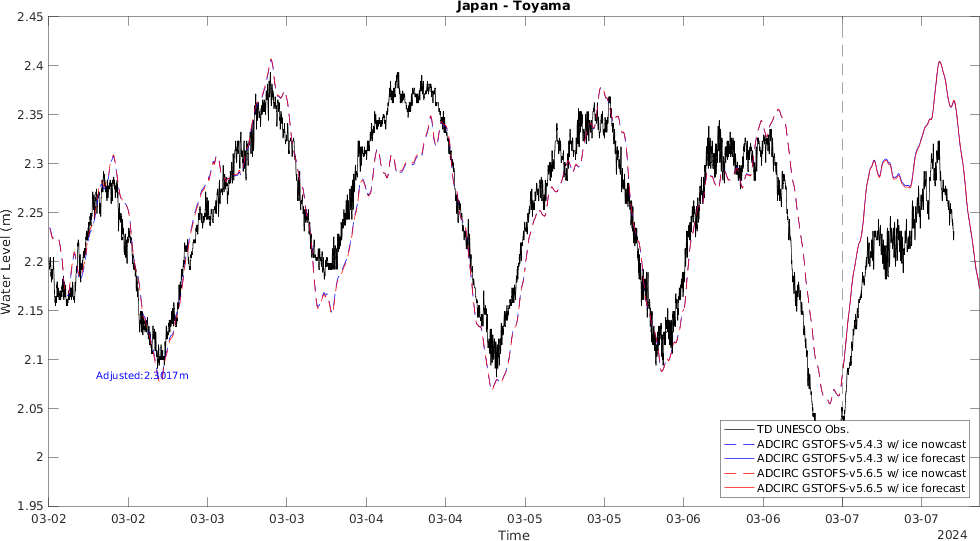 Japan - Toyama
2.45
2.4
2.35
2.3
2.25
2.2
2.15
2.1
2.05
2
1.95
Water Level (m)
Adjusted:2.3017m
TD UNESCO Obs.
ADCIRC GSTOFS-v5.4.3 w/ ice nowcast
ADCIRC GSTOFS-v5.4.3 w/ ice forecast
ADCIRC GSTOFS-v5.6.5 w/ ice nowcast
ADCIRC GSTOFS-v5.6.5 w/ ice forecast
03-02 03-02 03-03 03-03 03-04 03-04 03-05 03-05 03-06 03-06 03-07 03-07
Time
2024